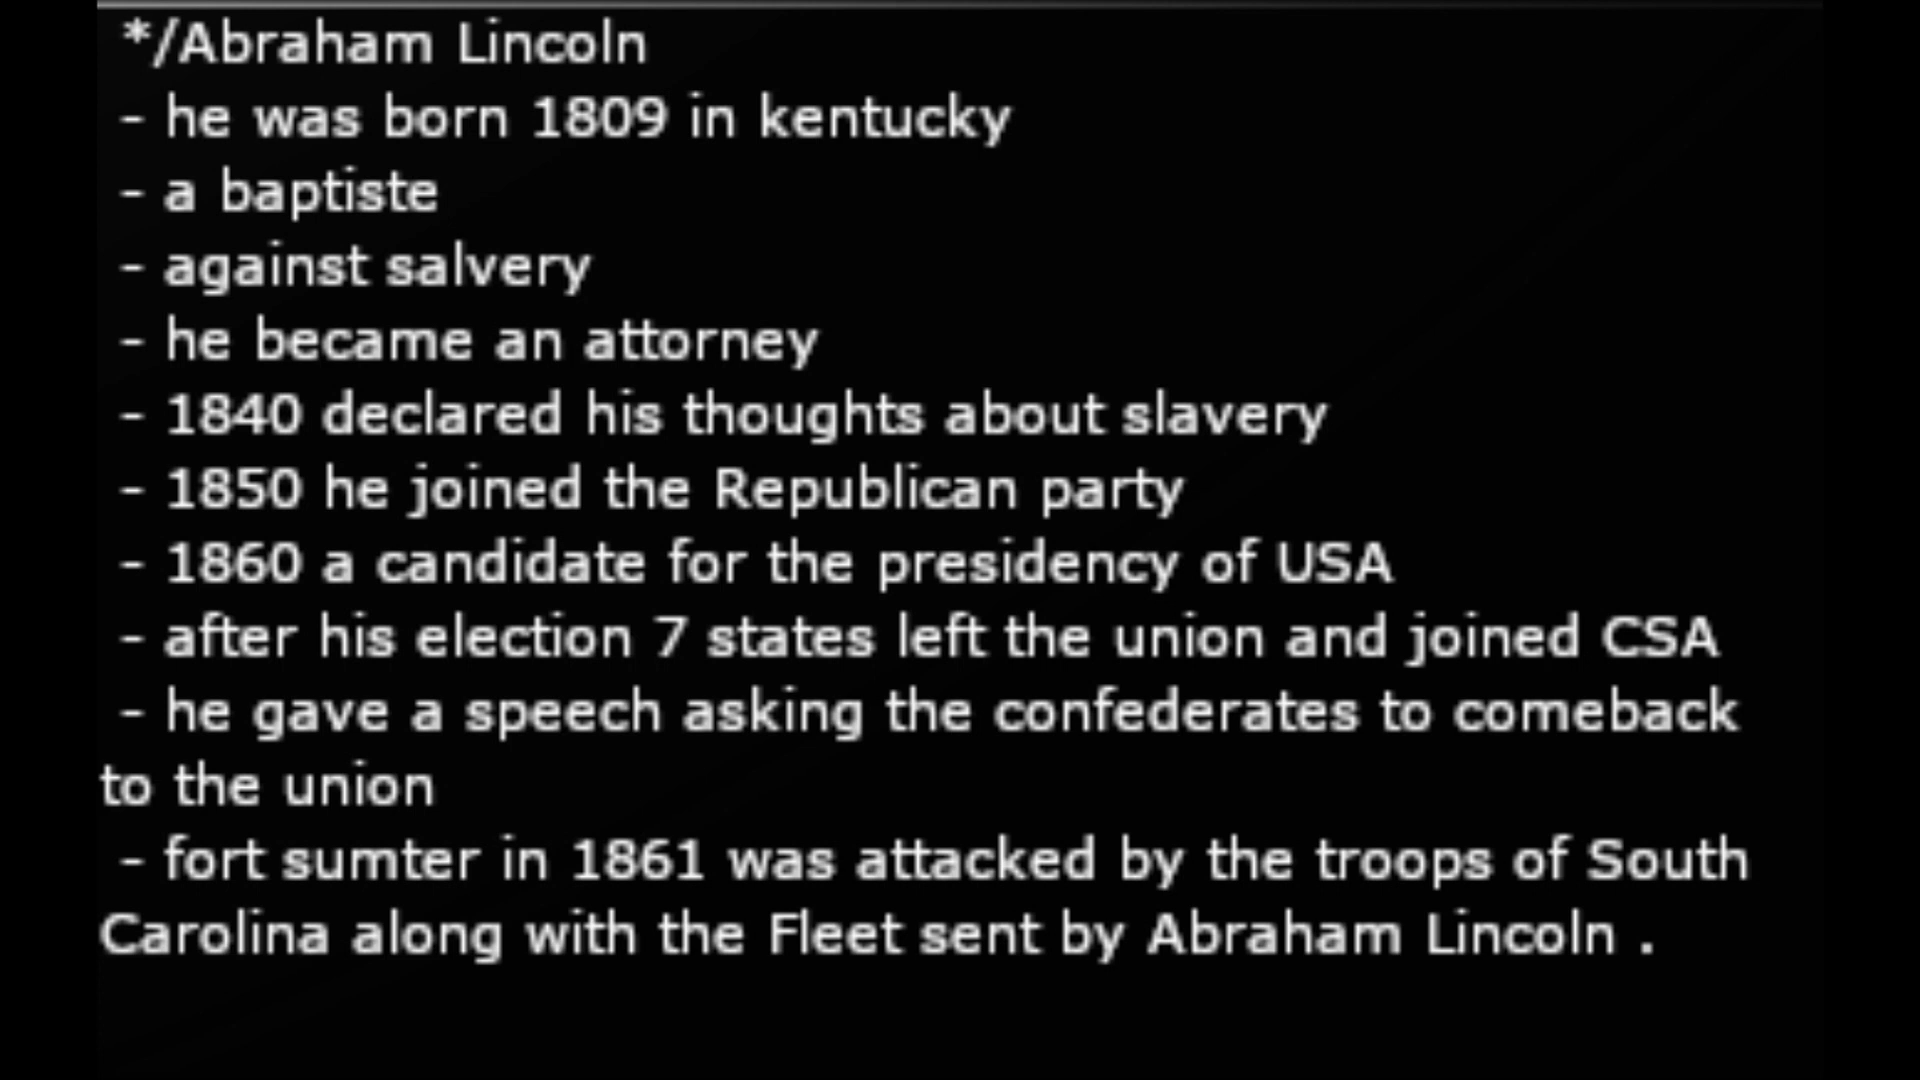 */Abraham Lincoln
- he was born 1809 in kentucky
- a baptiste
- against salvery
- he became an attorney
- 1840 declared his thoughts about slavery
- 1850 he joined the Republican party
- 1860 a candidate for the presidency of USA
- after his election 7 states left the union and joined CSA
- he gave a speech asking the confederates to comeback
to the union
- fort sumter in 1861 was attacked by the troops of South
Carolina along with the Fleet sent by Abraham Lincoln .